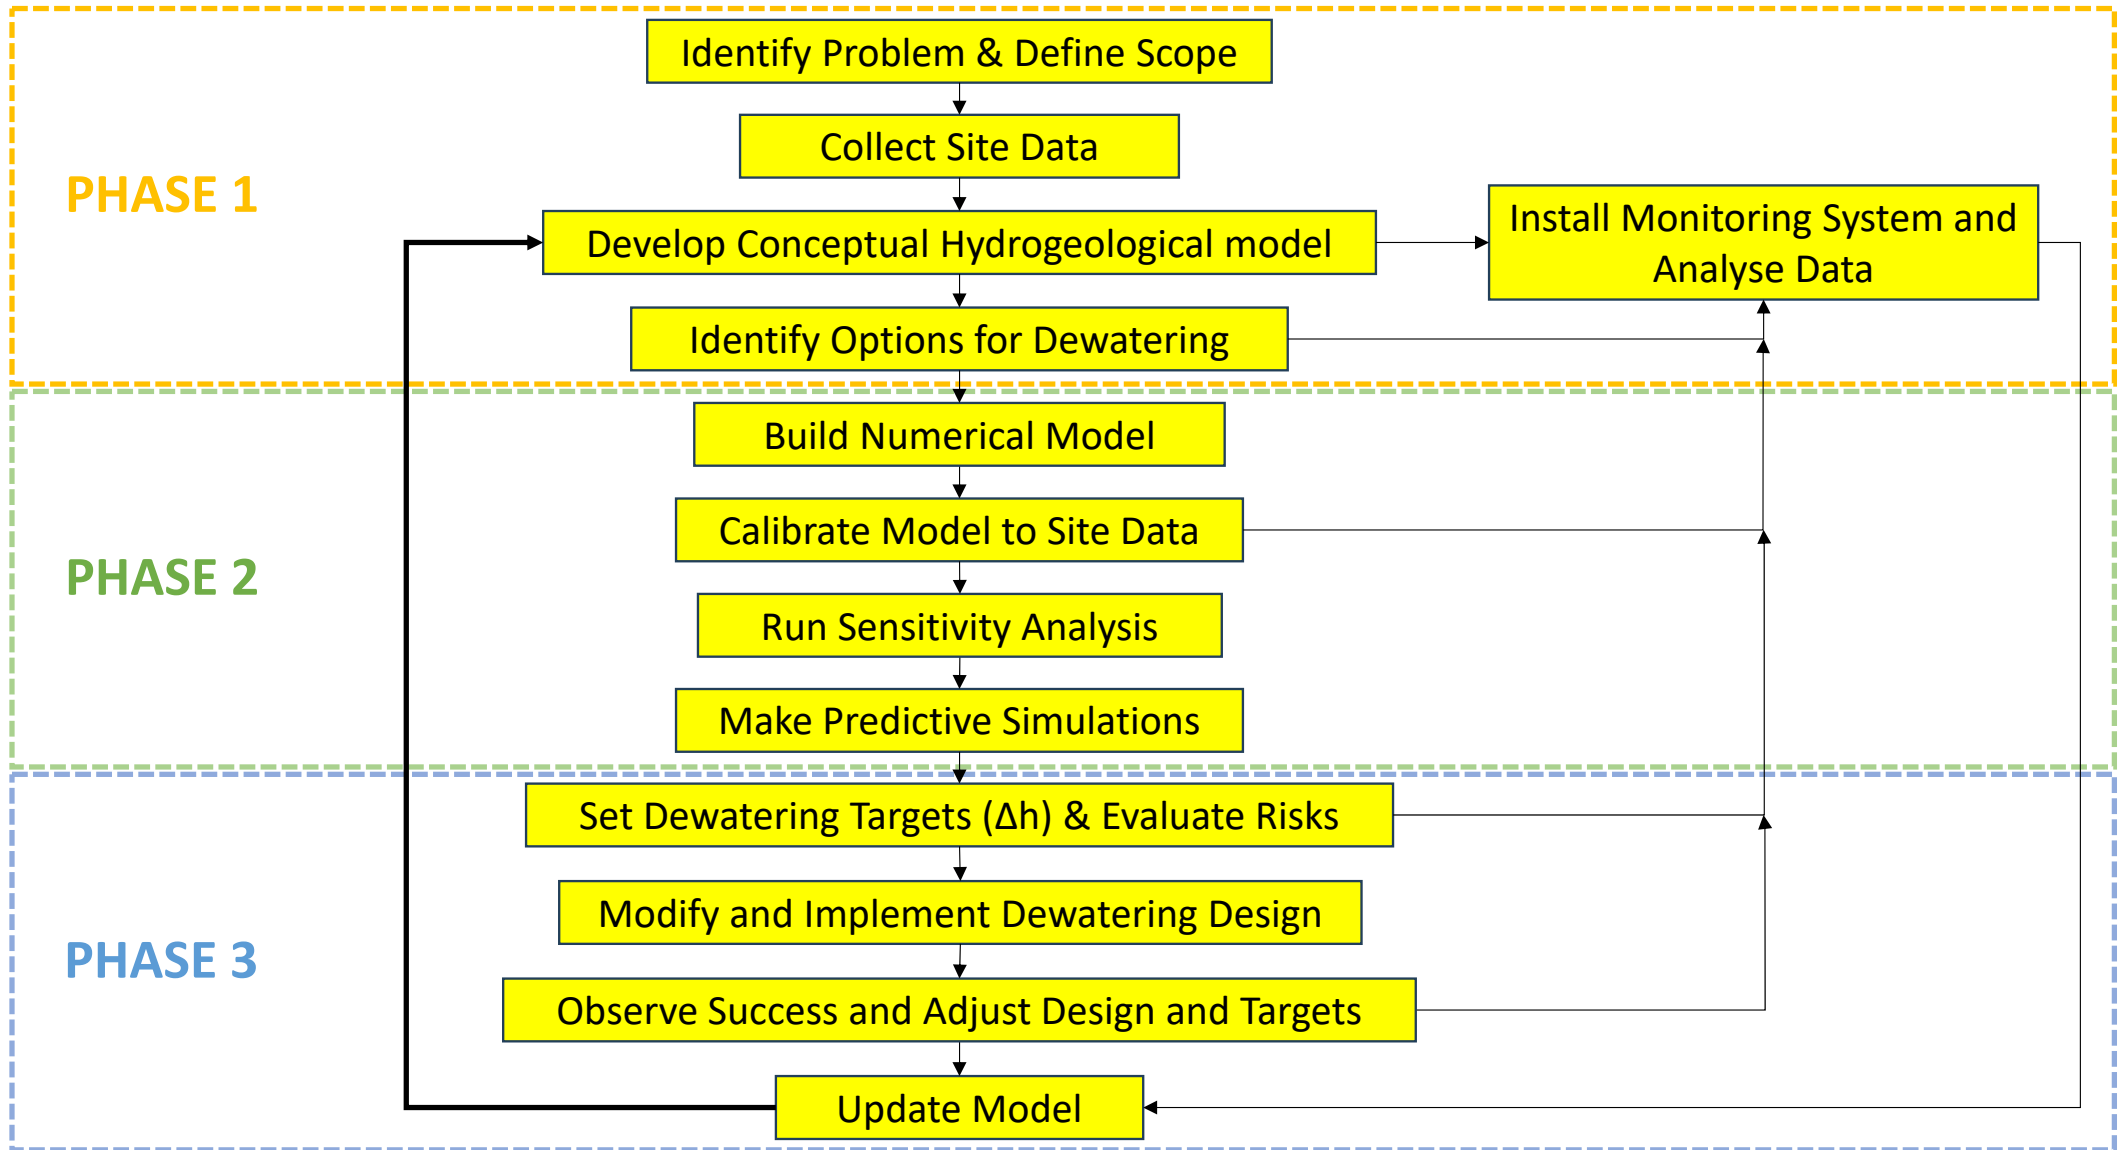 Identify Problem & Define Scope
Collect Site Data
PHASE 1
Develop Conceptual Hydrogeological model
Install Monitoring System and
Analyse Data
Identify Options for Dewatering
Build Numerical Model
Calibrate Model to Site Data
PHASE 2
Run Sensitivity Analysis
Make Predictive Simulations
Set Dewatering Targets (Δh) & Evaluate Risks
Modify and Implement Dewatering Design
PHASE 3
Observe Success and Adjust Design and Targets
Update Model